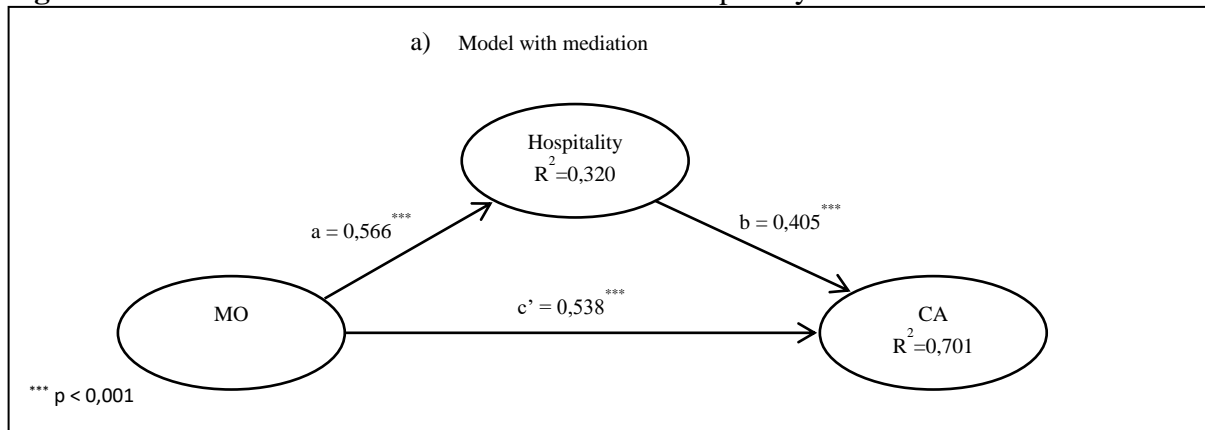 a) Model with mediation
Hospitality
R²=0,320
a = 0,566***
b = 0,405***
MO
c’ = 0,538***
CA
R²=0,701
*** p < 0,001